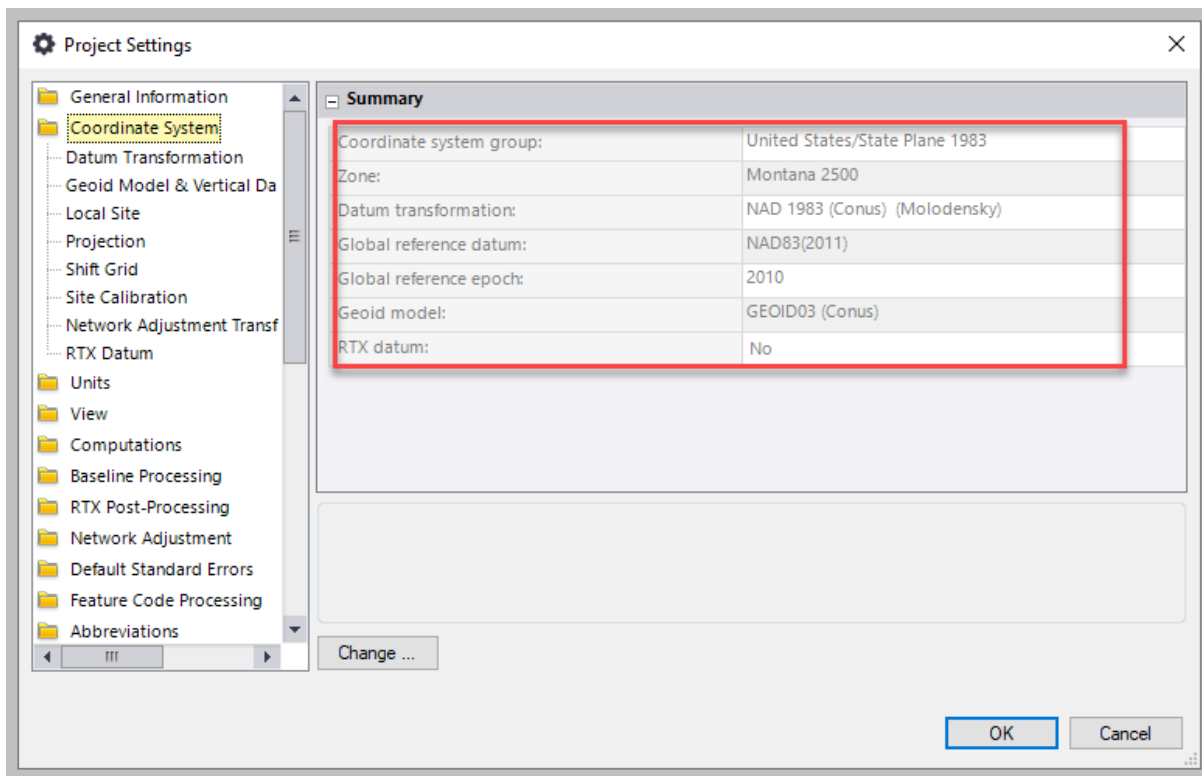 Project Settings
General Information
Coordinate System
Datum Transformation
Geoid Model & Vertical Da
Local Site
Projection
Shift Grid
Site Calibration
Network Adjustment Transf
RTX Datum
Units
View
Computations
Baseline Processing
RTX Post-Processing
Network Adjustment
Default Standard Errors
Feature Code Processing
Abbreviations
Summary
Coordinate system group: United States/State Plane 1983
Zone: Montana 2500
Datum transformation: NAD 1983 (Conus) (Molodensky)
Global reference datum: NAD83(2011)
Global reference epoch: 2010
Geoid model: GEOID03 (Conus)
RTX datum: No
Change ...
OK Cancel